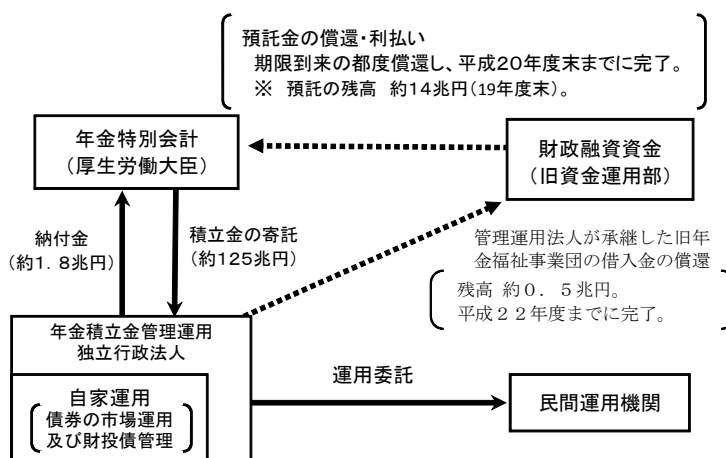 預託金の償還・利払い
期限到来の都度償還し、平成20年度末までに完了。
※ 預託の残高 約14兆円(19年度末)。
年金特別会計
(厚生労働大臣)
財政融資資金
(旧資金運用部)
納付金
(約1.8兆円)
積立金の寄託
(約125兆円)
管理運用法人が承継した旧年
金福祉事業団の借入金の償還
残高 約0.5兆円。
平成22年度までに完了。
年金積立金管理運用
独立行政法人
自家運用
債券の市場運用
及び財投債管理
運用委託
民間運用機関